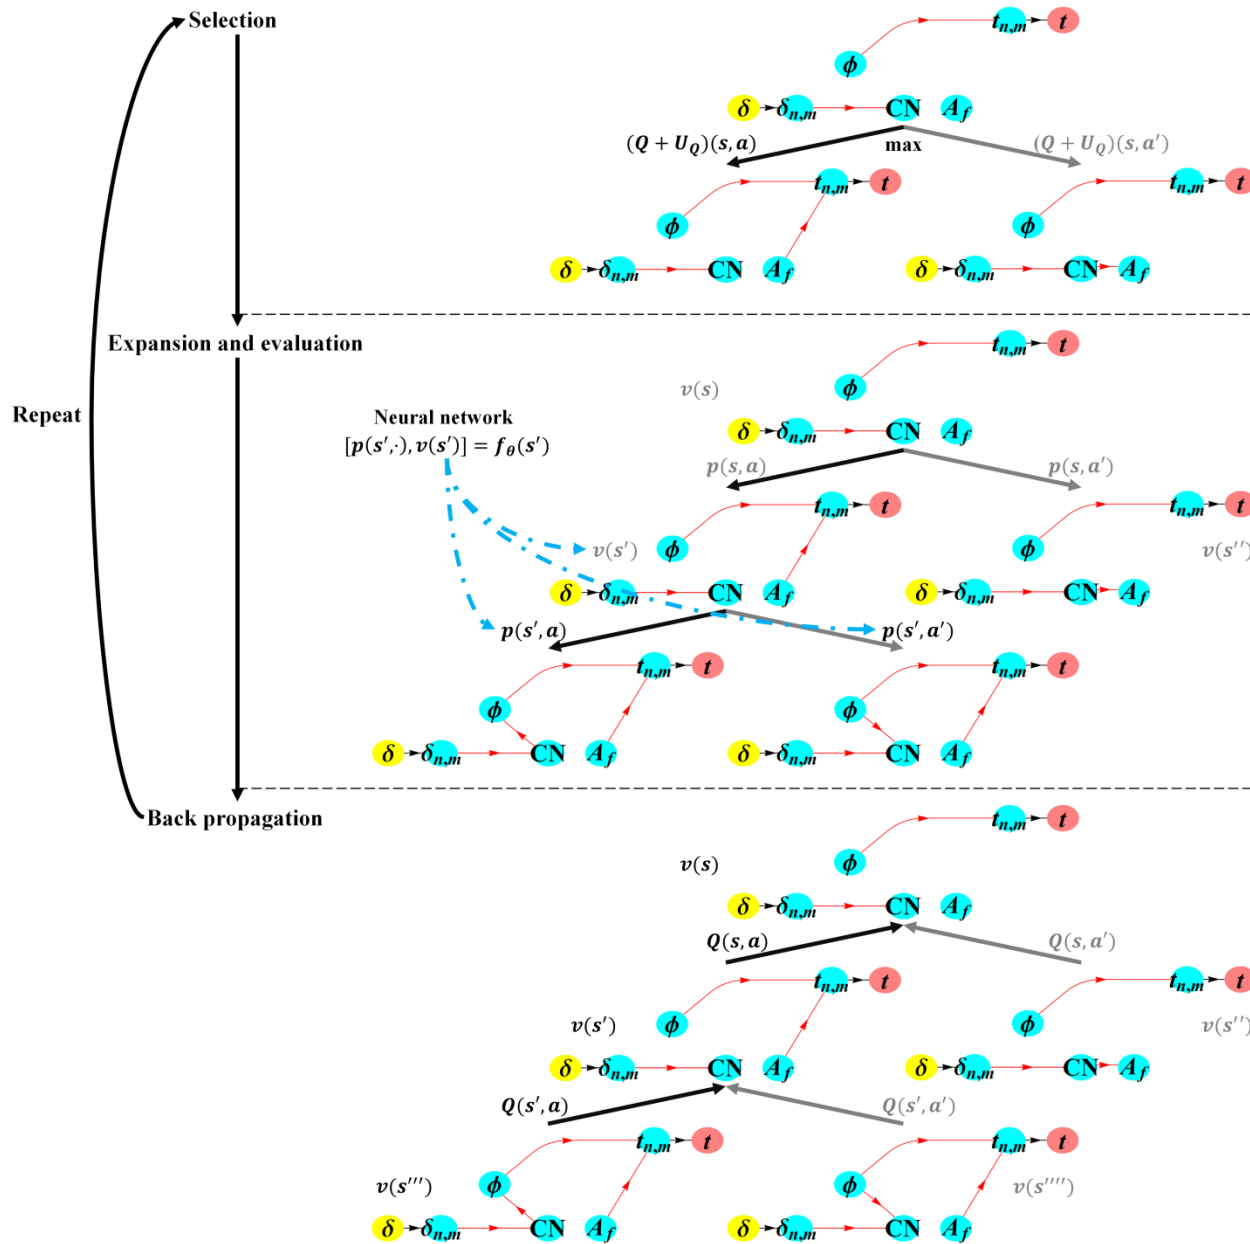 Selection
t_{n,m} t
ϕ
δ δ_{n,m} CN A_f
(Q + U_Q)(s, a) max (Q + U_Q)(s, a′)
t_{n,m} t t_{n,m} t
ϕ ϕ
δ δ_{n,m} CN A_f δ δ_{n,m} CN A_f
Expansion and evaluation
t_{n,m} t
v(s) ϕ
Repeat
Neural network
δ δ_{n,m} CN A_f
[p(s′,·), v(s′)] = f_θ(s′)
p(s, a) p(s, a′)
t_{n,m} t t_{n,m} t
v(s′) ϕ ϕ v(s′′)
δ δ_{n,m} CN A_f δ δ_{n,m} CN A_f
p(s′, a) p(s′, a′)
t_{n,m} t t_{n,m} t
ϕ ϕ
δ δ_{n,m} CN A_f δ δ_{n,m} CN A_f
Back propagation
t_{n,m} t
v(s) ϕ
δ δ_{n,m} CN A_f
Q(s, a) Q(s, a′)
t_{n,m} t t_{n,m} t
v(s′) ϕ ϕ v(s′′)
δ δ_{n,m} CN A_f δ δ_{n,m} CN A_f
Q(s′, a) Q(s′, a′)
t_{n,m} t t_{n,m} t
v(s′′′) ϕ ϕ v(s′′′′)
δ δ_{n,m} CN A_f δ δ_{n,m} CN A_f